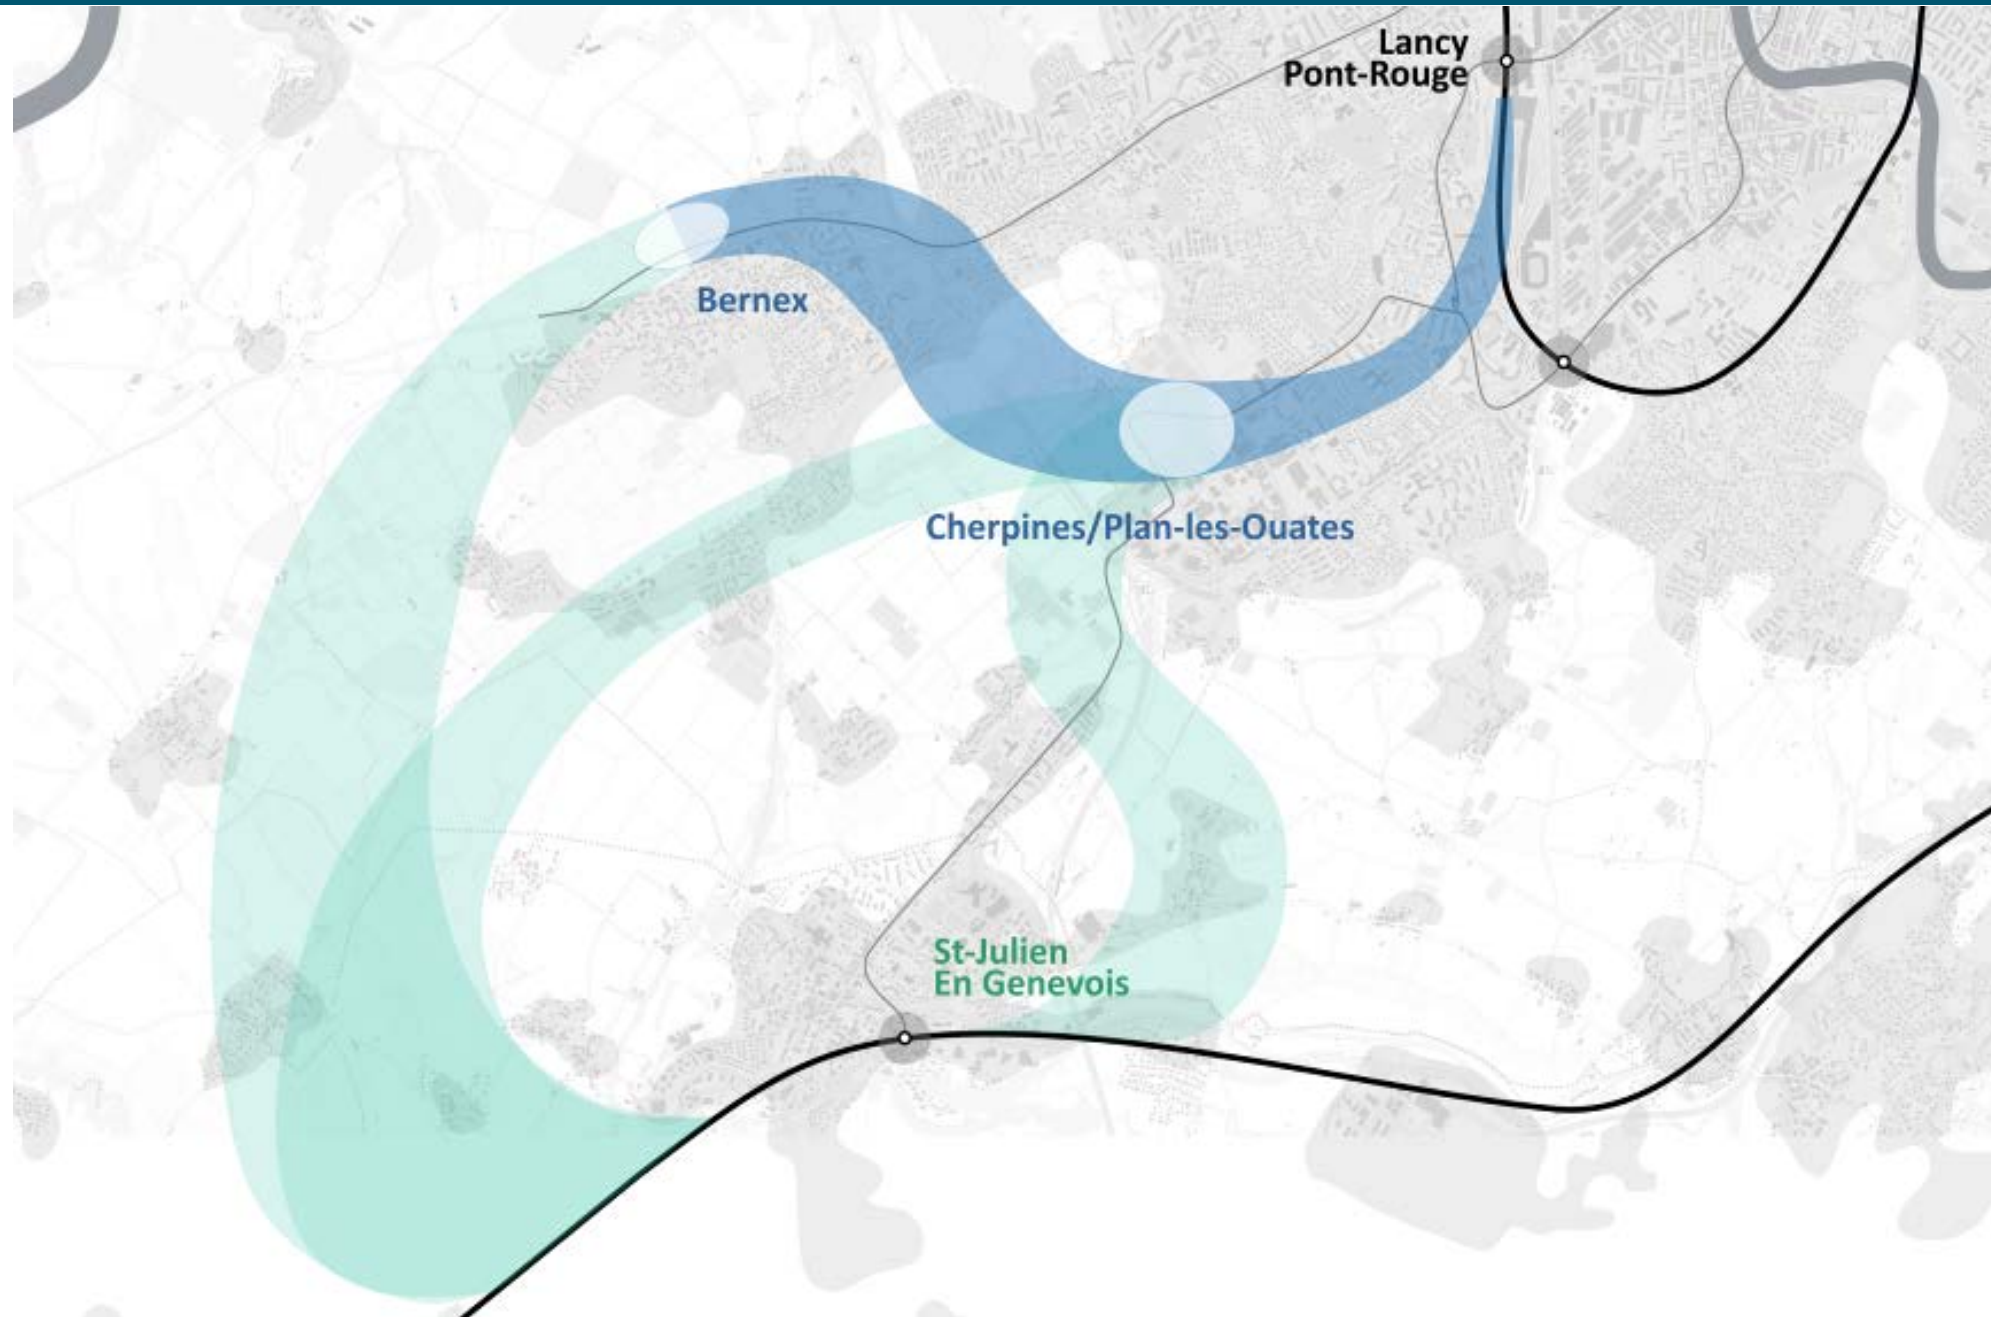 Lancy
Pont-Rouge
Bernex
Cherpines/Plan-les-Ouates
St-Julien
En Genevois